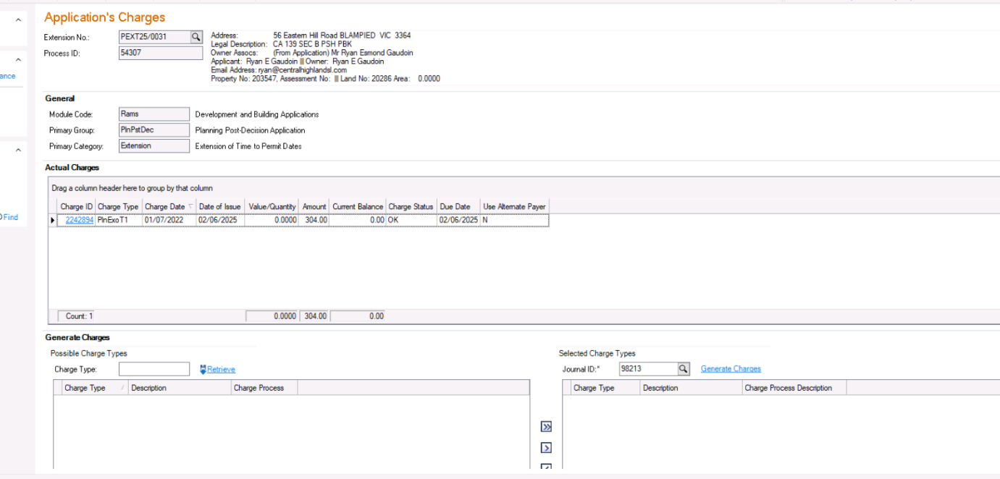 Application's Charges
Extension No.: PEXT25/0031
Process ID: 54307
Address: 56 Eastern Hill Road BLAMPIED VIC 3364
Legal Description: CA 139 SEC B PSH PBK
Owner Assocs: (From Application) Mr Ryan Esmond Gaudoin
Applicant: Ryan E Gaudoin Owner: Ryan E Gaudoin
Email Address: ryan@centralhighlandsl.com
Property No: 203547, Assessment No: Land No: 20286 Area: 0.0000
ance
General
Module Code: Rams Development and Building Applications
Primary Group: PlnPstDec Planning Post-Decision Application
Primary Category: Extension Extension of Time to Permit Dates
Actual Charges
Drag a column header here to group by that column
Charge ID Charge Type Charge Date Date of Issue Value/Quantity Amount Current Balance Charge Status Due Date Use Alternate Payer
2242894 PlnExoT1 01/07/2022 02/06/2025 0.0000 304.00 0.00 OK 02/06/2025 N
Find
Count: 1 0.0000 304.00 0.00
Generate Charges
Possible Charge Types
Charge Type: Retrieve
Charge Type Description Charge Process
Selected Charge Types
Journal ID:* 98213 Generate Charges
Charge Type Description Charge Process Description